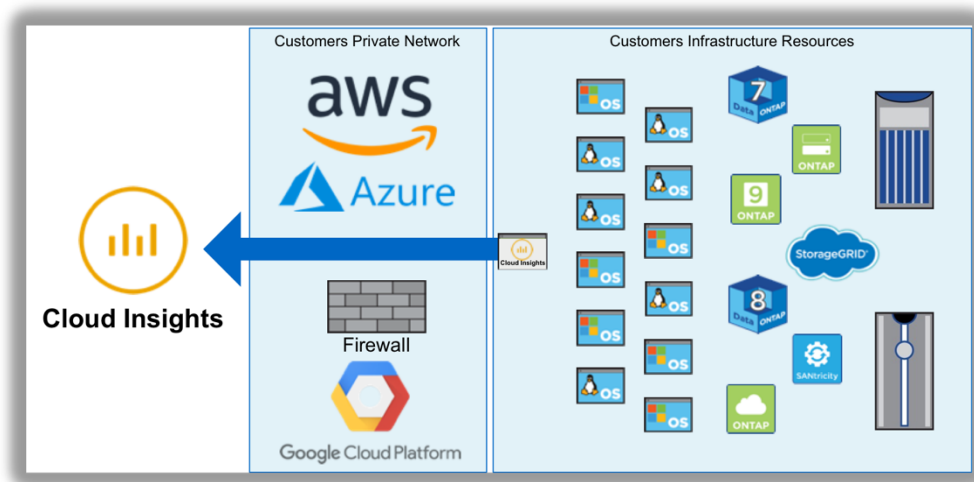 Customers Private Network
Customers Infrastructure Resources
aws
Azure
Cloud Insights
Firewall
Google Cloud Platform
Cloud Insights
OS
OS
OS
OS
OS
OS
OS
OS
OS
OS
OS
OS
7
Data ONTAP
ONTAP
9
ONTAP
StorageGRID
8
Data ONTAP
SANtricity
ONTAP